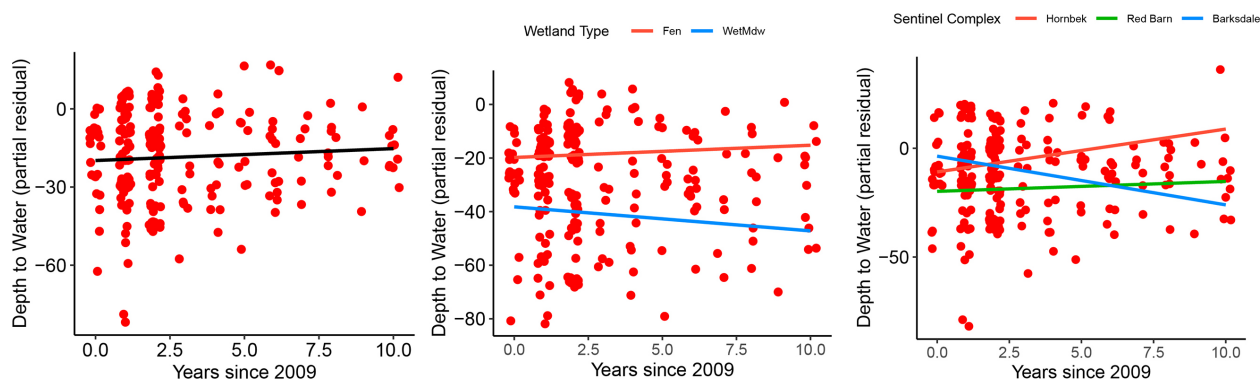 Depth to Water (partial residual)
0
−30
−60
0.0 2.5 5.0 7.5 10.0
Years since 2009
Wetland Type Fen WetMdw
Depth to Water (partial residual)
0
−20
−40
−60
−80
0.0 2.5 5.0 7.5 10.0
Years since 2009
Sentinel Complex Hornbek Red Barn Barksdale
Depth to Water (partial residual)
0
−50
0.0 2.5 5.0 7.5 10.0
Years since 2009